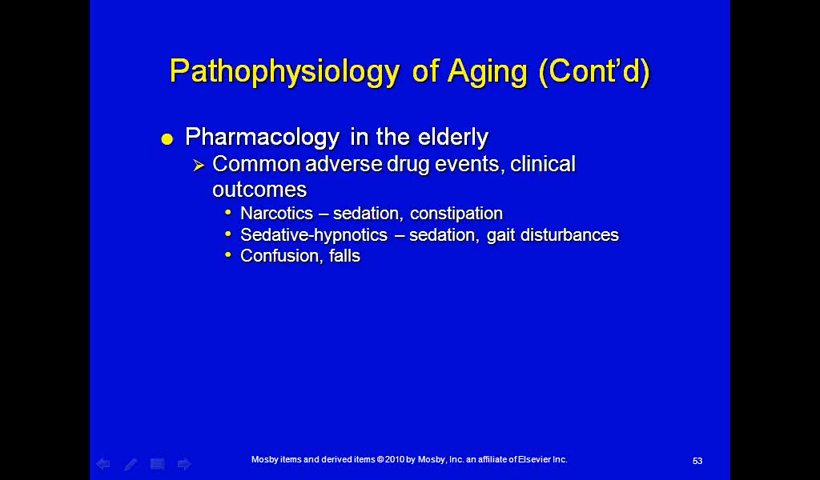 Pathophysiology of Aging (Cont’d)
Pharmacology in the elderly
Common adverse drug events, clinical
outcomes
Narcotics – sedation, constipation
Sedative-hypnotics – sedation, gait disturbances
Confusion, falls
Mosby items and derived items © 2010 by Mosby, Inc. an affiliate of Elsevier Inc.
53